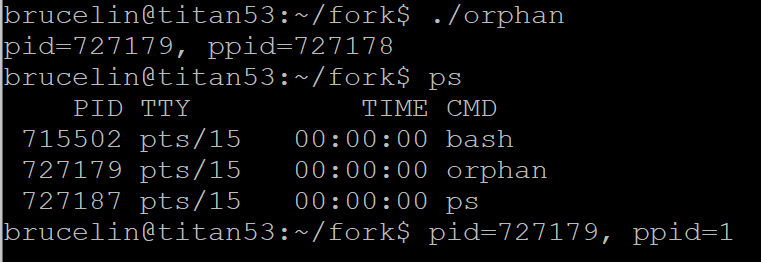 brucelin@titan53:~/fork$ ./orphan
pid=727179, ppid=727178
brucelin@titan53:~/fork$ ps
    PID TTY          TIME CMD
 715502 pts/15   00:00:00 bash
 727179 pts/15   00:00:00 orphan
 727187 pts/15   00:00:00 ps
brucelin@titan53:~/fork$ pid=727179, ppid=1